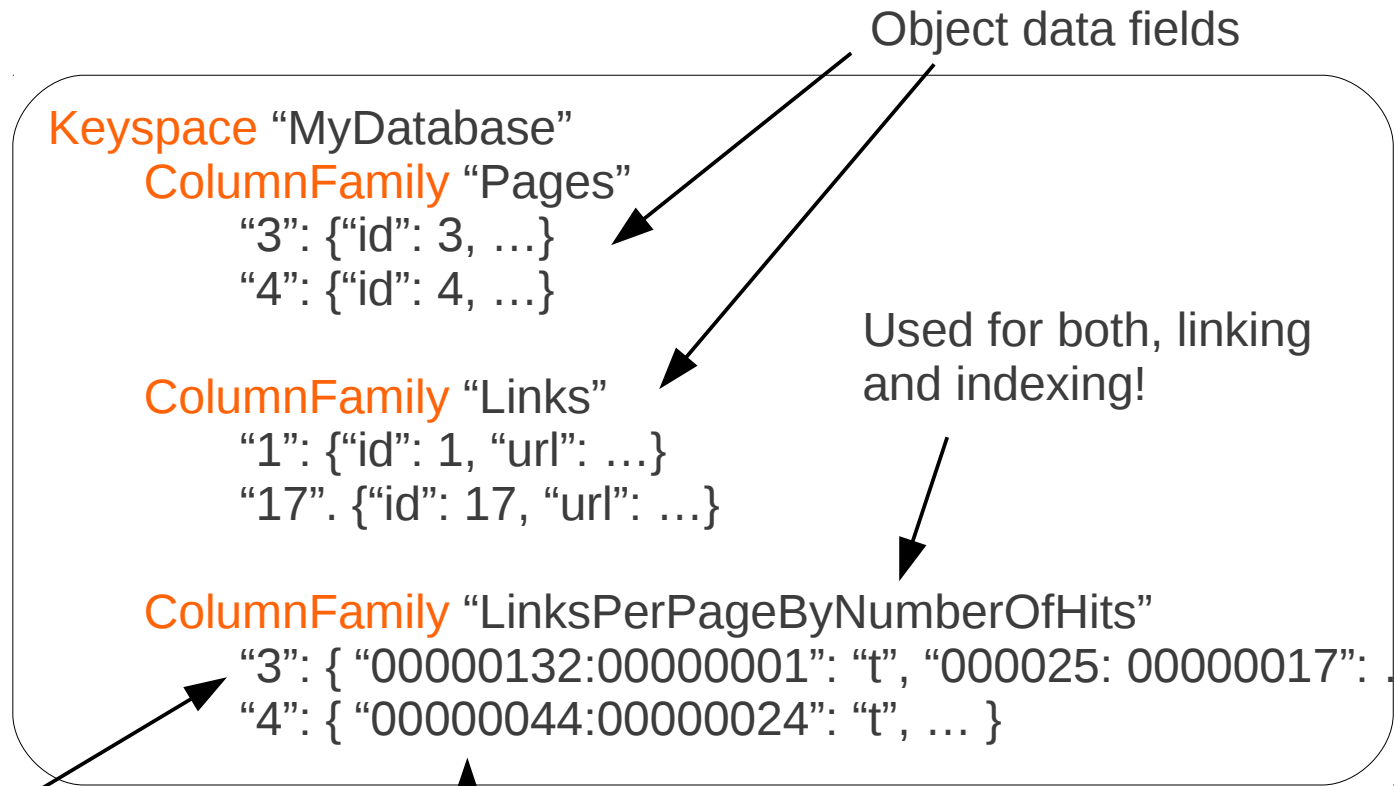 Object data fields
Keyspace “MyDatabase”
ColumnFamily “Pages”
“3”: {“id”: 3, …}
“4”: {“id”: 4, …}
Used for both, linking
and indexing!
ColumnFamily “Links”
“1”: {“id”: 1, “url”: …}
“17”. {“id”: 17, “url”: …}
ColumnFamily “LinksPerPageByNumberOfHits”
“3”: { “00000132:00000001”: “t”, “000025: 00000017”: .
“4”: { “00000044:00000024”: “t”, … }